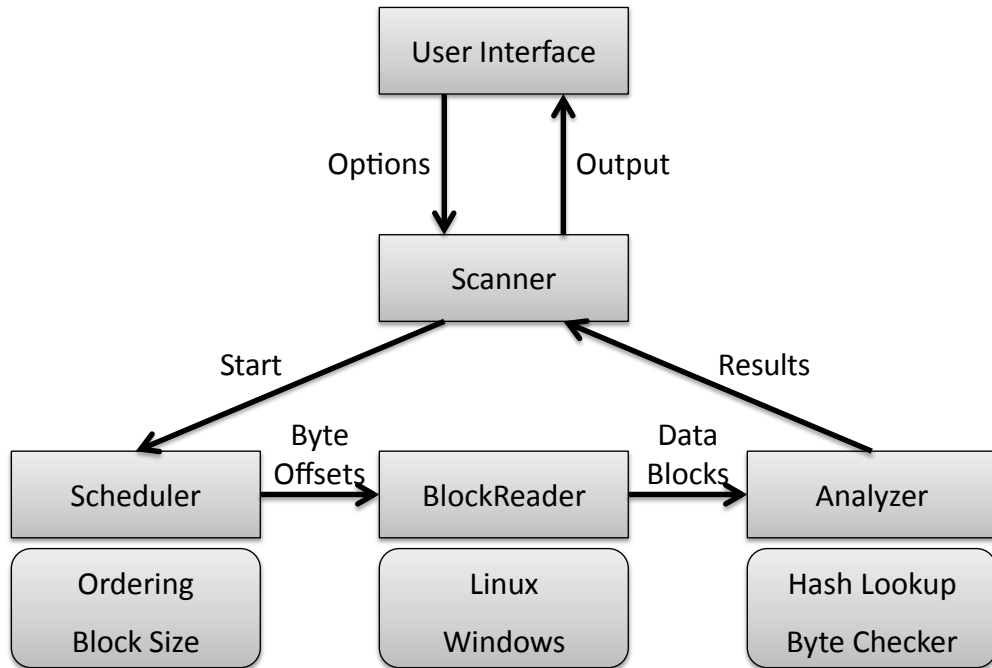 User Interface
Options
Output
Scanner
Start
Results
Byte
Offsets
Data
Blocks
Scheduler
BlockReader
Analyzer
Ordering
Block Size
Linux
Windows
Hash Lookup
Byte Checker